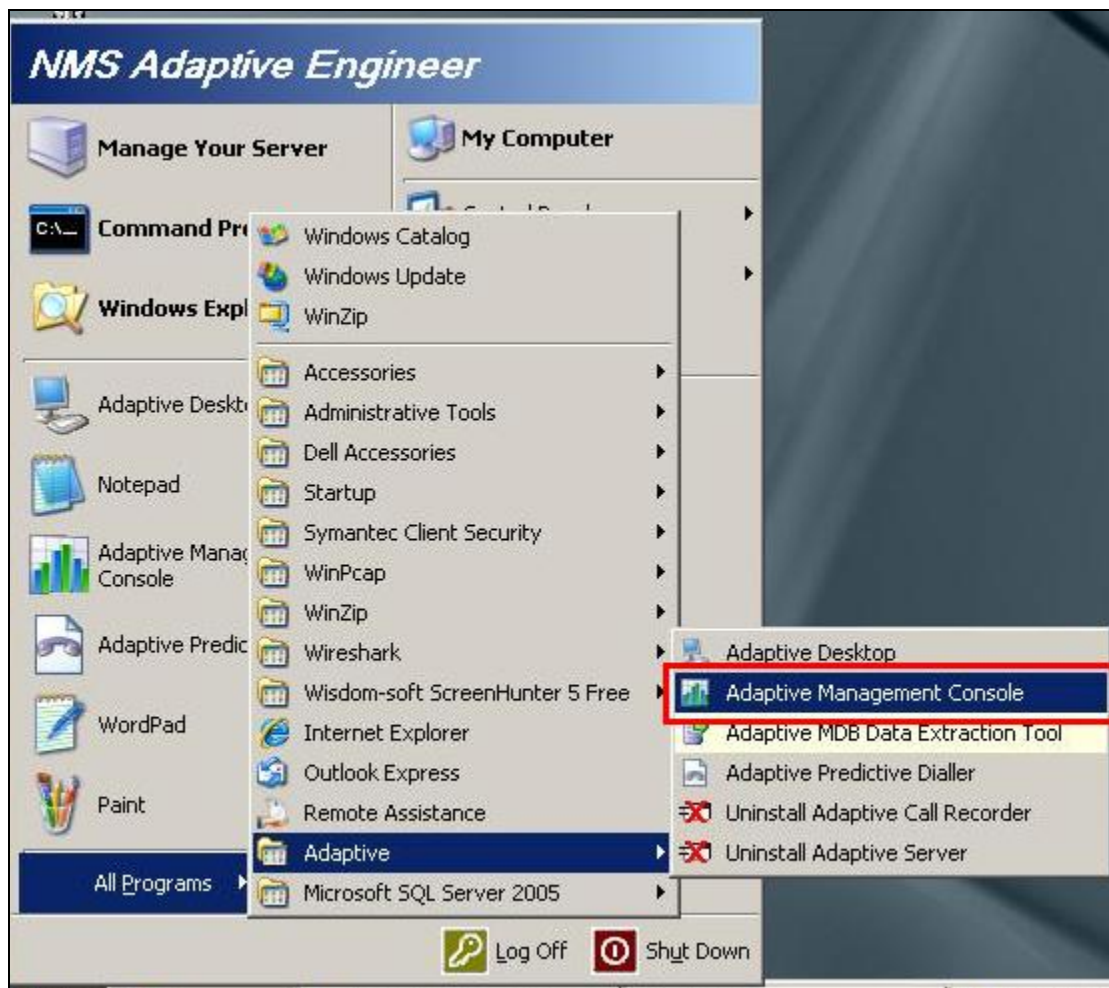 NMS Adaptive Engineer
Manage Your Server
My Computer
C:\_
Command Pr
Windows Expl
Adaptive Deskt
Notepad
Adaptive Manag
Console
Adaptive Predic
WordPad
Paint
All Programs
Windows Catalog
Windows Update
WinZip
Accessories
Administrative Tools
Dell Accessories
Startup
Symantec Client Security
WinPcap
WinZip
Wireshark
Wisdom-soft ScreenHunter 5 Free
Internet Explorer
Outlook Express
Remote Assistance
Adaptive
Microsoft SQL Server 2005
Adaptive Desktop
Adaptive Management Console
Adaptive MDB Data Extraction Tool
Adaptive Predictive Dialler
Uninstall Adaptive Call Recorder
Uninstall Adaptive Server
Log Off
Shut Down